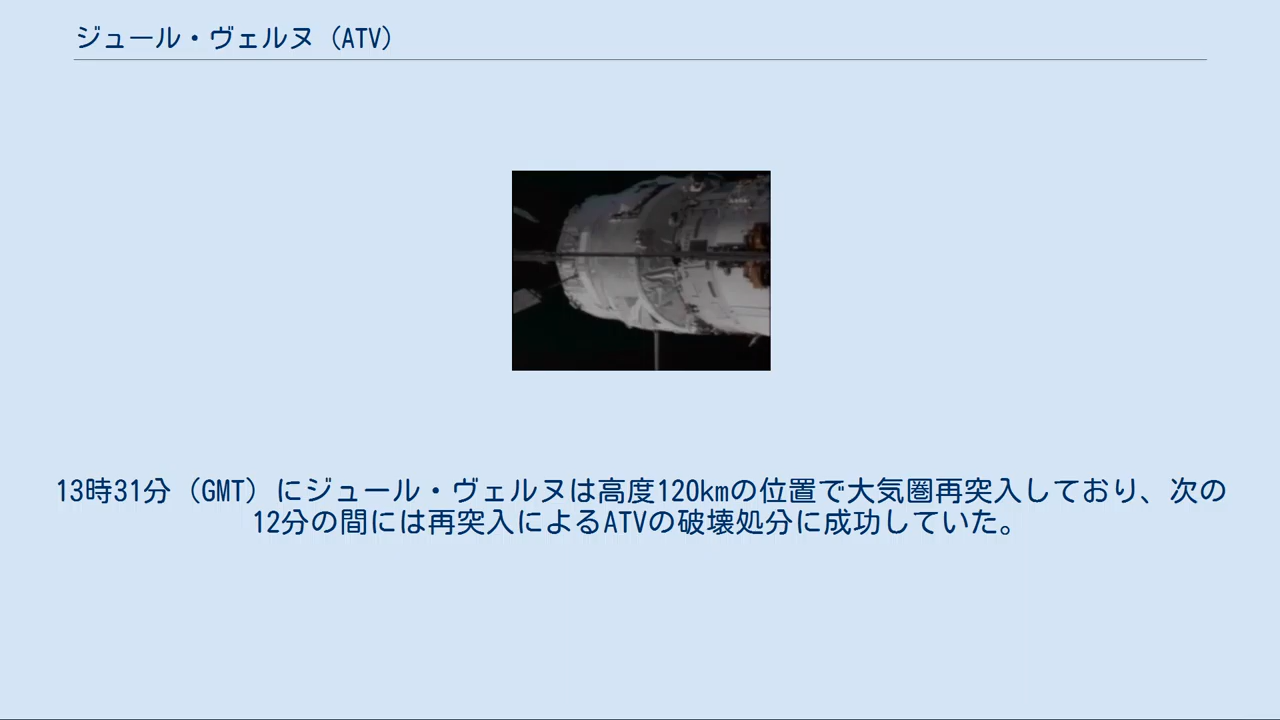 ジュール・ヴェルヌ（ATV）
13時31分（GMT）にジュール・ヴェルヌは高度120kmの位置で大気圏再突入しており、次の
12分の間には再突入によるATVの破壊処分に成功していた。